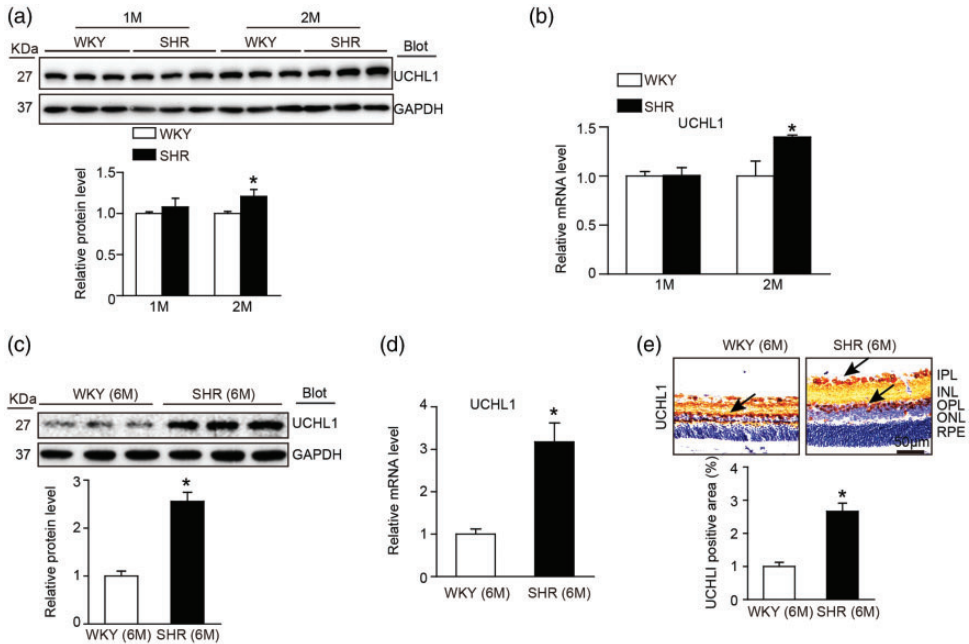 (a)
1M 2M
KDa WKY SHR WKY SHR Blot
27 UCHL1
37 GAPDH
WKY
SHR
Relative protein level
1.5
*
1.0
0.5
0
1M 2M
(b)
WKY
SHR
UCHL1
Relative mRNA level
1.5
*
1.0
0.5
0
1M 2M
(c)
KDa WKY (6M) SHR (6M) Blot
27 UCHL1
37 GAPDH
Relative protein level
3
*
2
1
0
WKY (6M) SHR (6M)
(d)
UCHL1
Relative mRNA level
4
*
3
2
1
0
WKY (6M) SHR (6M)
(e)
WKY (6M) SHR (6M)
UCHL1
IPL
INL
OPL
ONL
RPE
50μm
UCHLI positive area (%)
4
*
3
2
1
0
WKY (6M) SHR (6M)